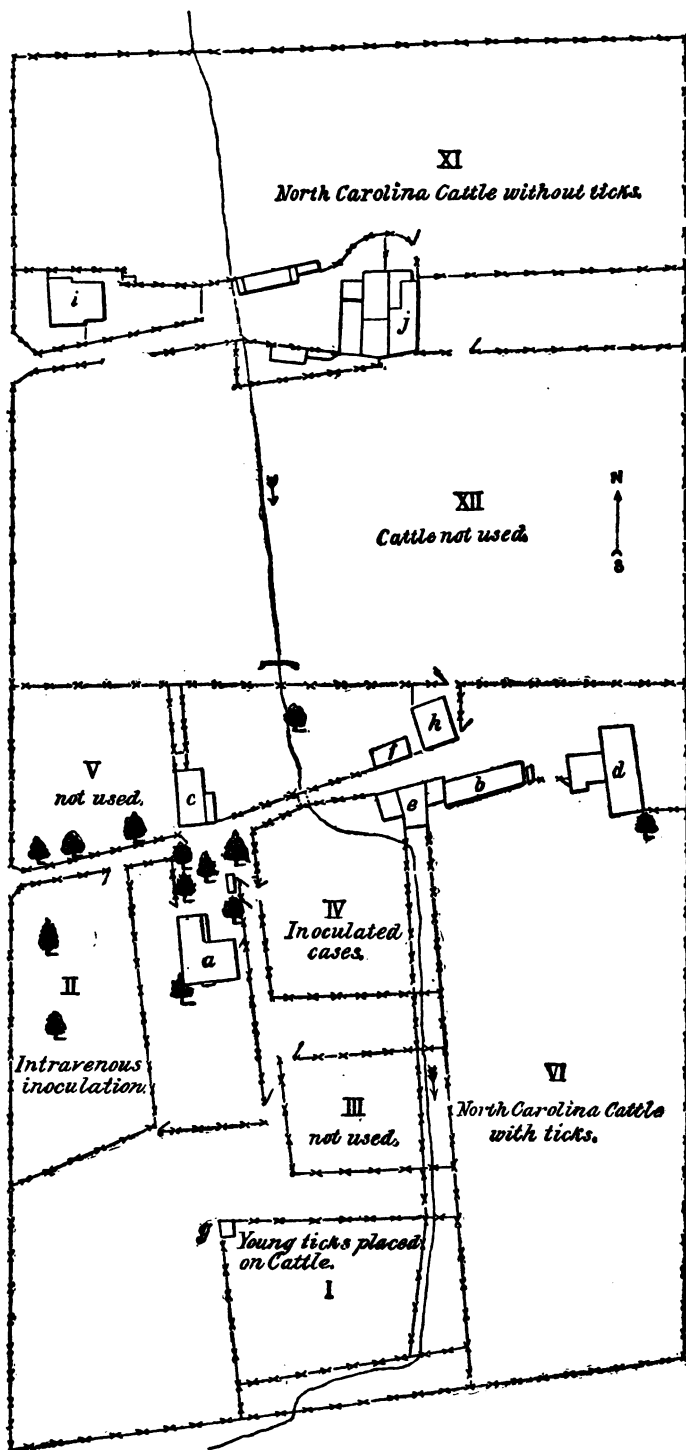 XI
North Carolina Cattle without ticks.
i
j
N
XII
Cattle not used.
S
h
f
V
not used.
c
b
d
e
IV
Inoculated
cases.
a
II
Intravenous
inoculation.
VI
North Carolina Cattle
with ticks.
III
not used.
g
Young ticks placed
on Cattle.
I